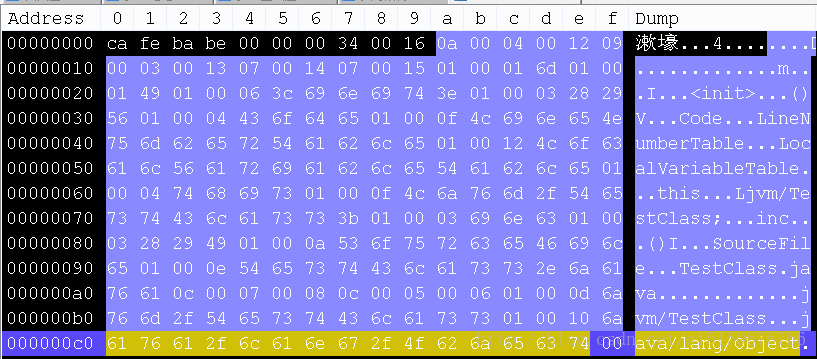 Address 0 1 2 3 4 5 6 7 8 9 a b c d e f Dump
00000000 ca fe ba be 00 00 00 34 00 16 0a 00 04 00 12 09 漱壕...4........
00000010 00 03 00 13 07 00 14 07 00 15 01 00 01 6d 01 00 .............m..
00000020 01 49 01 00 06 3c 69 6e 69 74 3e 01 00 03 28 29 .I...<init>...()
00000030 56 01 00 04 43 6f 64 65 01 00 0f 4c 69 6e 65 4e V...Code...LineN
00000040 75 6d 62 65 72 54 61 62 6c 65 01 00 12 4c 6f 63 umberTable...Loc
00000050 61 6c 56 61 72 69 61 62 6c 65 54 61 62 6c 65 01 alVariableTable.
00000060 00 04 74 68 69 73 01 00 0f 4c 6a 76 6d 2f 54 65 ..this...Ljvm/Te
00000070 73 74 43 6c 61 73 73 3b 01 00 03 69 6e 63 01 00 stClass;...inc..
00000080 03 28 29 49 01 00 0a 53 6f 75 72 63 65 46 69 6c .()I...SourceFil
00000090 65 01 00 0e 54 65 73 74 43 6c 61 73 73 2e 6a 61 e...TestClass.ja
000000a0 76 61 0c 00 07 00 08 0c 00 05 00 06 01 00 0d 6a va.............j
000000b0 76 6d 2f 54 65 73 74 43 6c 61 73 73 01 00 10 6a vm/TestClass...j
000000c0 61 76 61 2f 6c 61 6e 67 2f 4f 62 6a 65 63 74 00 ava/lang/Object.